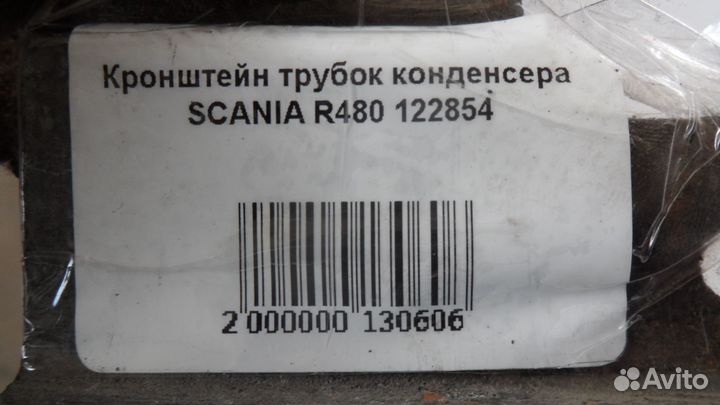 Кронштейн трубок конденсера
SCANIA R480 122854
2 000000 130606
Avito